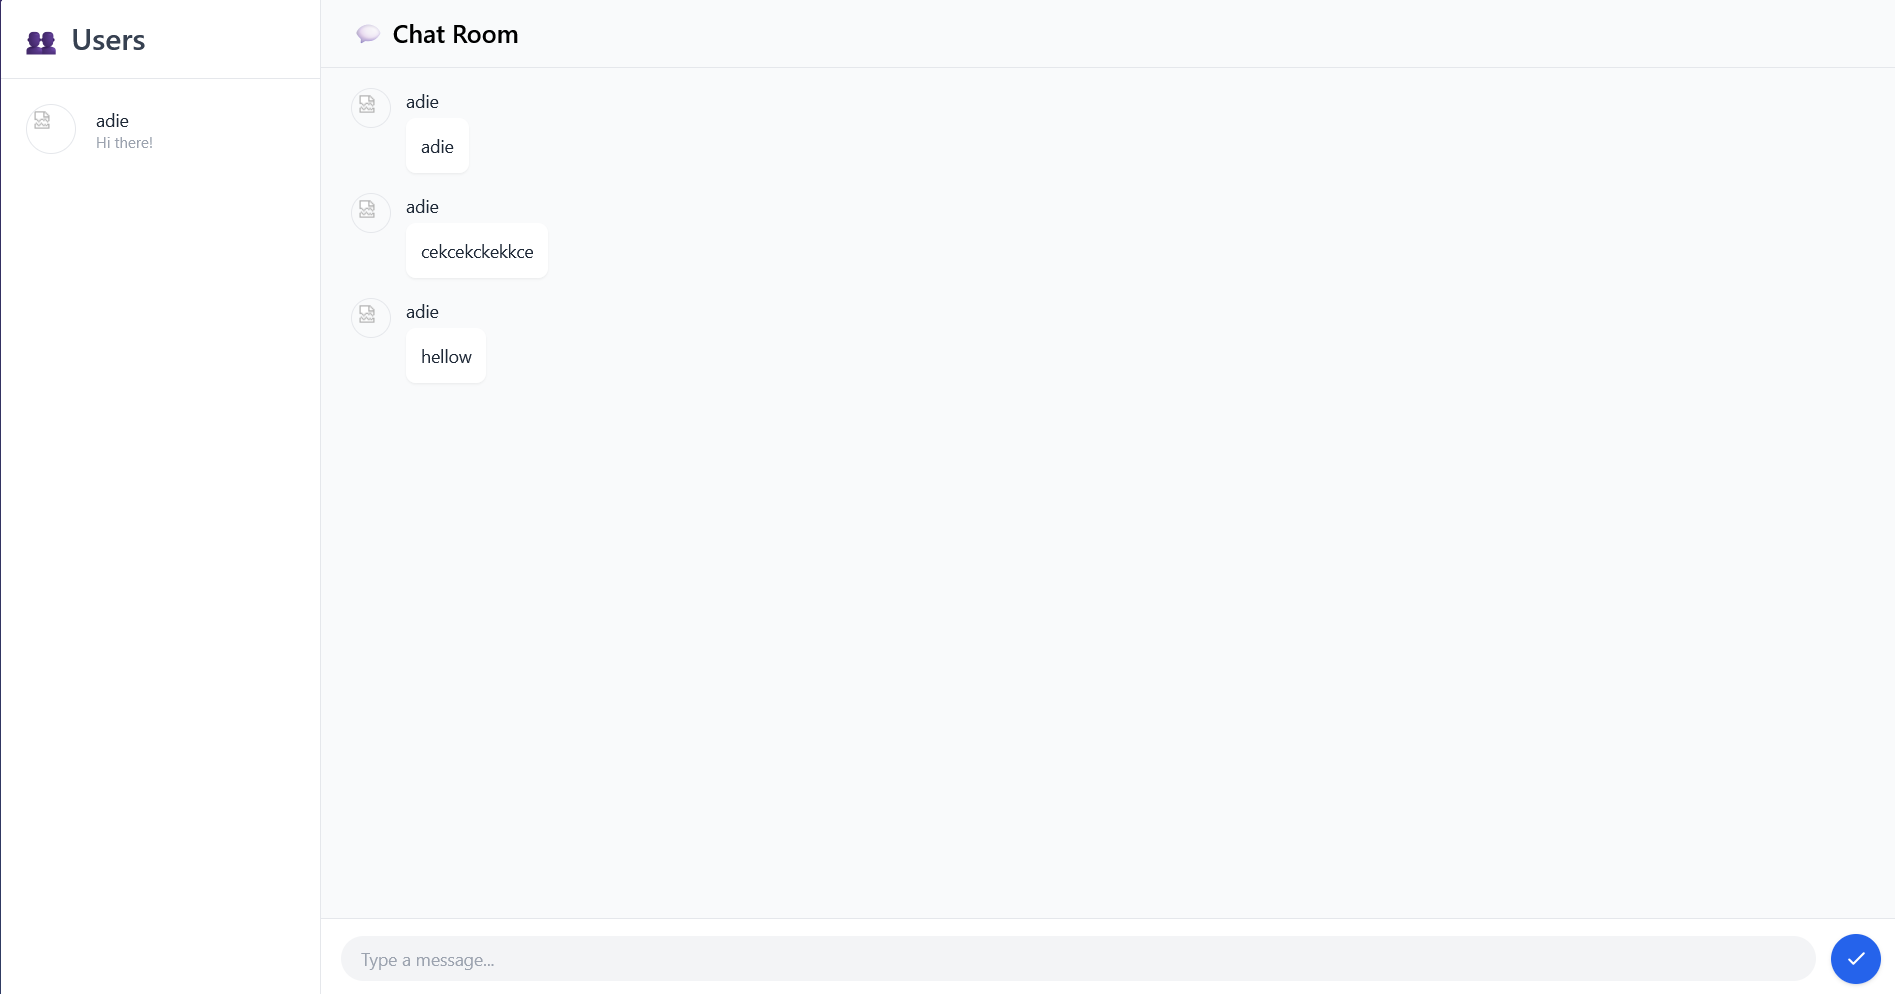 Users
adie
Hi there!
Chat Room
adie
adie
adie
cekcekckekkce
adie
hellow
Type a message...